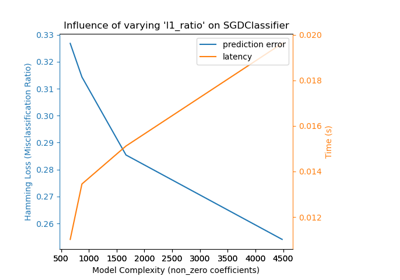 Influence of varying 'l1_ratio' on SGDClassifier
prediction error
latency
Hamming Loss (Misclassification Ratio)
0.33
0.32
0.31
0.30
0.29
0.28
0.27
0.26
0.020
0.018
0.016
0.014
0.012
Time (s)
500 1000 1500 2000 2500 3000 3500 4000 4500
Model Complexity (non_zero coefficients)